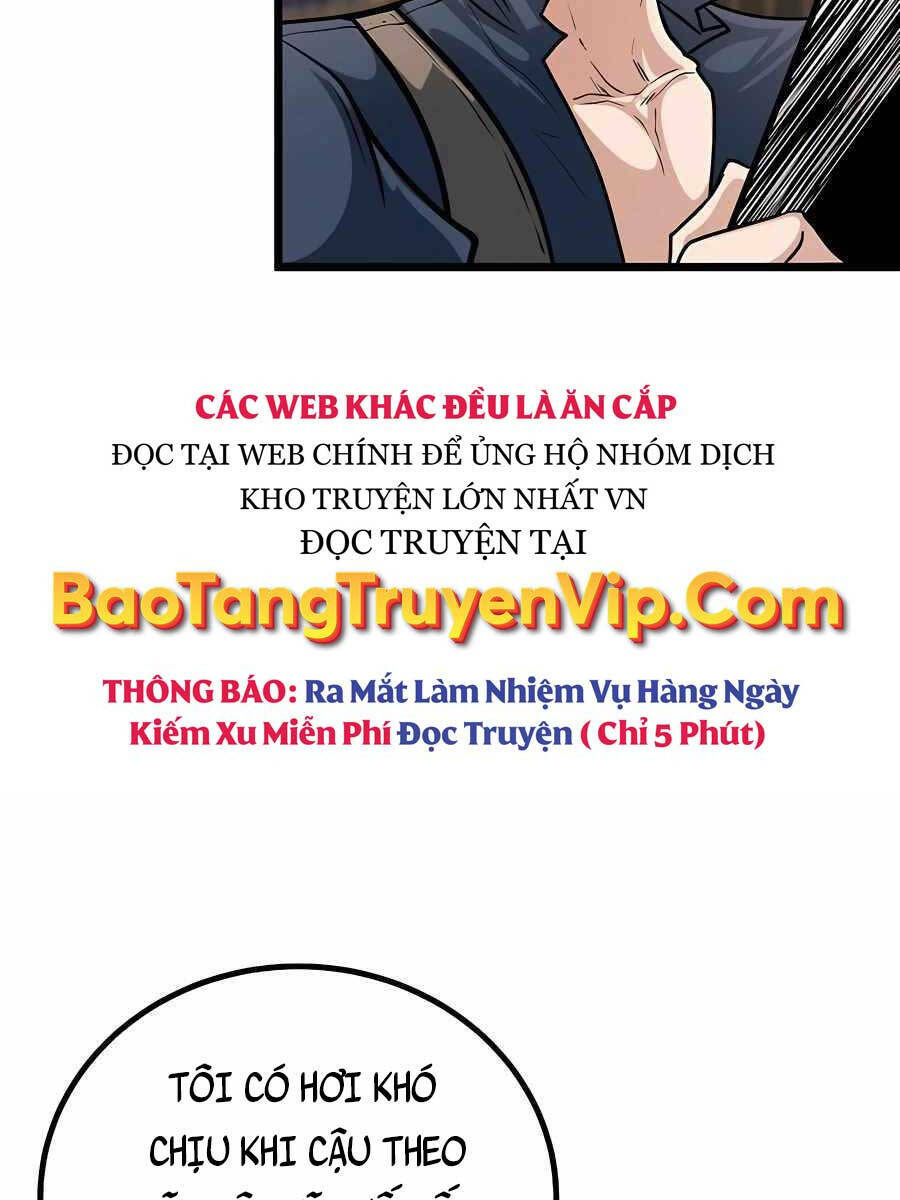 CÁC WEB KHÁC ĐỀU LÀ ĂN CẮP
ĐỌC TẠI WEB CHÍNH ĐỂ ỦNG HỘ NHÓM DỊCH
KHO TRUYỆN LỚN NHẤT VN
ĐỌC TRUYỆN TẠI
BaoTangTruyenVip.Com
THÔNG BÁO: Ra Mắt Làm Nhiệm Vụ Hàng Ngày
Kiếm Xu Miễn Phí Đọc Truyện ( Chỉ 5 Phút)
TÔI CÓ HƠI KHÓ
CHỊU KHI CẬU THEO